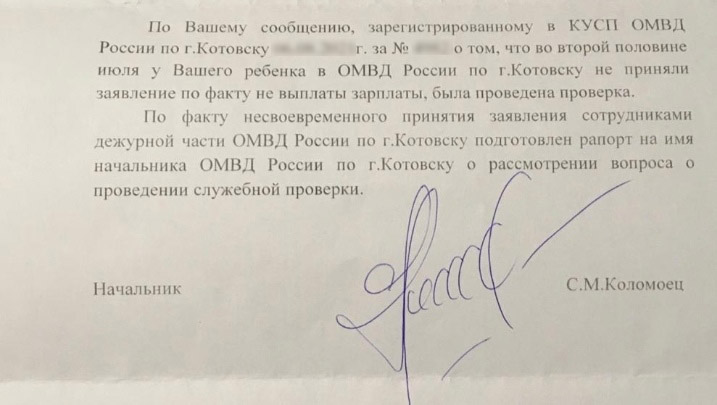 По Вашему сообщению, зарегистрированному в КУСП ОМВД
России по г.Котовску г. за № о том, что во второй половине
июля у Вашего ребенка в ОМВД России по г.Котовску не приняли
заявление по факту не выплаты зарплаты, была проведена проверка.
По факту несвоевременного принятия заявления сотрудниками
дежурной части ОМВД России по г.Котовску подготовлен рапорт на имя
начальника ОМВД России по г.Котовску о рассмотрении вопроса о
проведении служебной проверки.
Начальник С.М.Коломоец